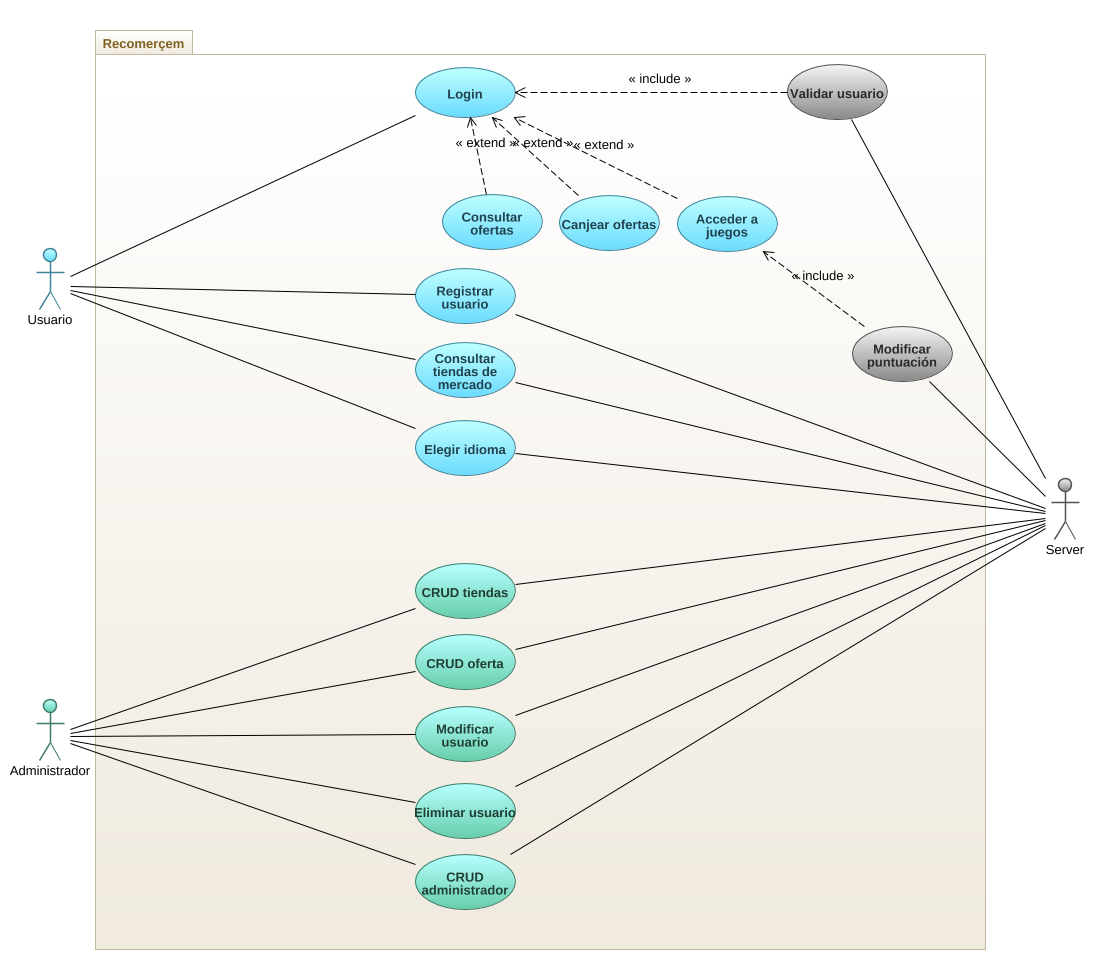 Recomerçem
Login
« include »
Validar usuario
« extend »
« extend »
« extend »
Consultar
ofertas
Canjear ofertas
Acceder a
juegos
« include »
Registrar
usuario
Usuario
Modificar
puntuación
Consultar
tiendas de
mercado
Elegir idioma
Server
CRUD tiendas
CRUD oferta
Modificar
usuario
Administrador
Eliminar usuario
CRUD
administrador